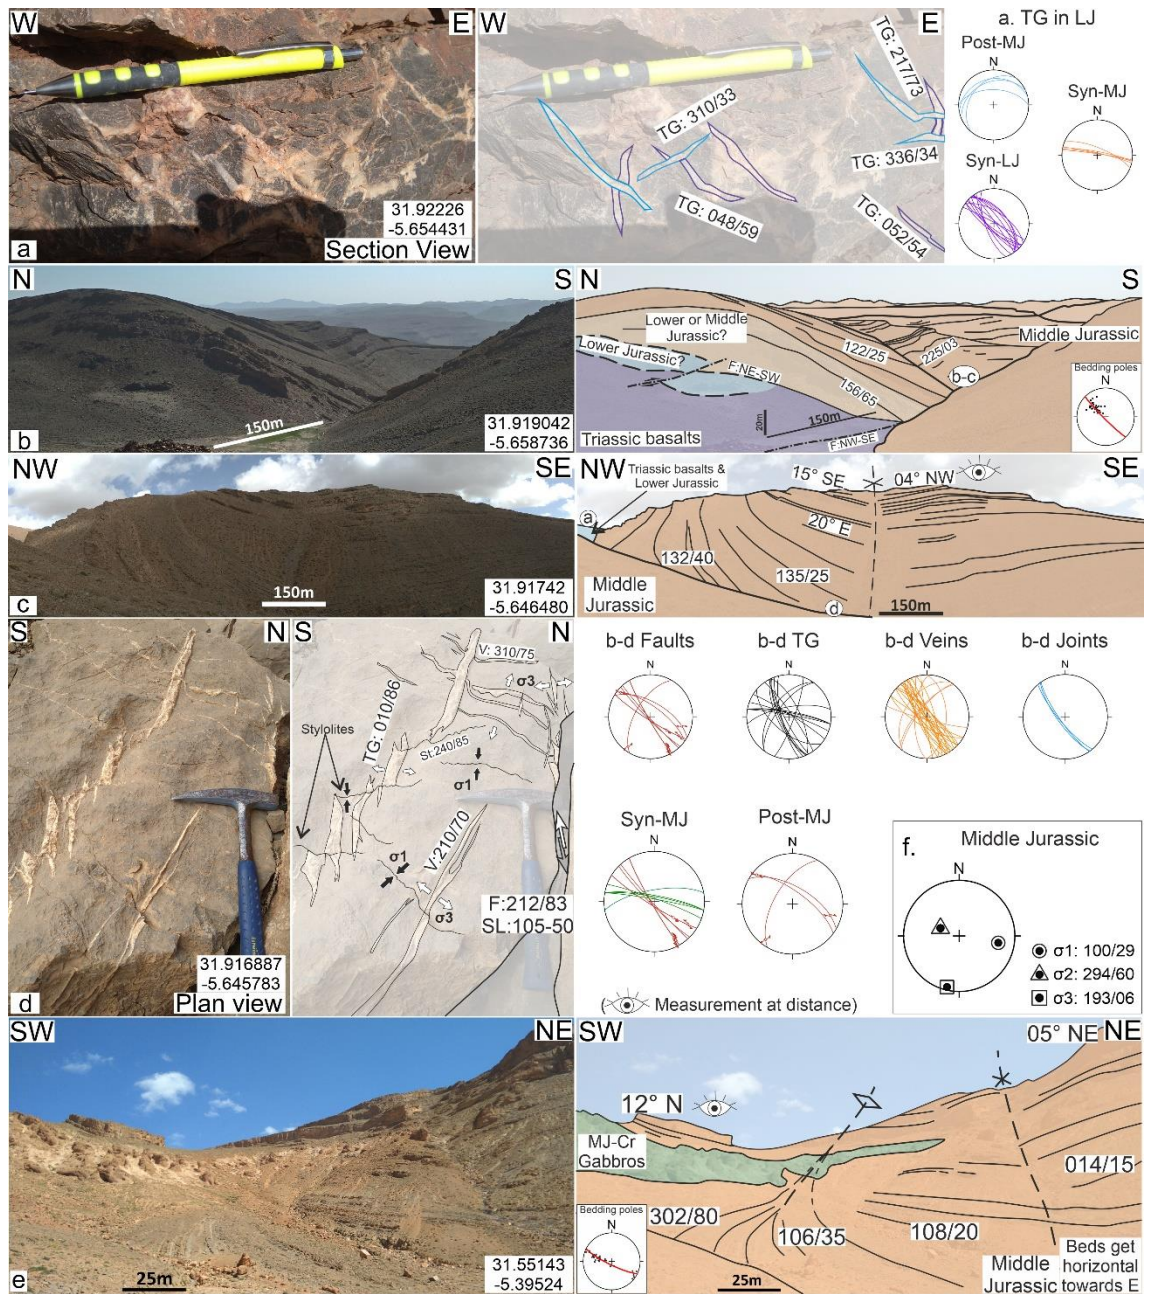 W
E
31.92226
-5.654431
a
Section View
W
E
TG: 217/73
TG: 310/33
TG: 336/34
TG: 048/59
TG: 052/54
a. TG in LJ
Post-MJ
N
Syn-MJ
N
Syn-LJ
N
N
S
150m
31.919042
-5.658736
b
N
S
Lower or Middle
Jurassic?
Middle Jurassic
Lower Jurassic?
122/25
225/03
F:NE-SW
b-c
156/65
20m
150m
Triassic basalts
F:NW-SE
Bedding poles
N
NW
SE
150m
31.91742
-5.646480
c
NW
SE
Triassic basalts &
Lower Jurassic
15° SE
04° NW
a
20° E
132/40
135/25
Middle
Jurassic
d
150m
S
N
31.916887
-5.645783
d
Plan view
S
N
V: 310/75
σ3
TG: 010/86
Stylolites
St:240/85
σ1
σ1
V:210/70
σ3
F:212/83
SL:105-50
b-d Faults
N
b-d TG
N
b-d Veins
N
b-d Joints
N
Syn-MJ
N
Post-MJ
N
( Measurement at distance)
f.
Middle Jurassic
N
σ1: 100/29
σ2: 294/60
σ3: 193/06
SW
NE
31.55143
-5.39524
e
25m
SW
05° NE
NE
12° N
MJ-Cr
Gabbros
014/15
302/80
106/35
108/20
Bedding poles
N
25m
Middle
Jurassic
Beds get
horizontal
towards E